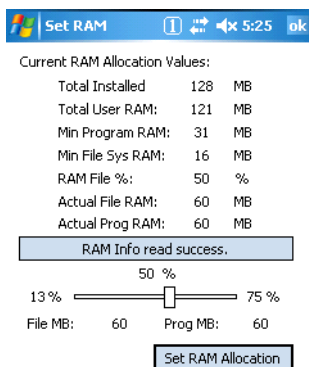 Set RAM 1 5:25 ok
Current RAM Allocation Values:
Total Installed 128 MB
Total User RAM: 121 MB
Min Program RAM: 31 MB
Min File Sys RAM: 16 MB
RAM File %: 50 %
Actual File RAM: 60 MB
Actual Prog RAM: 60 MB
RAM Info read success.
50 %
13 % 75 %
File MB: 60 Prog MB: 60
Set RAM Allocation